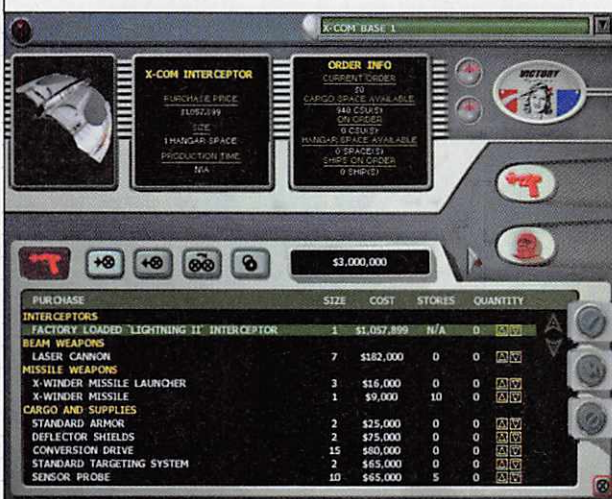 X-COM BASE 1
X-COM INTERCEPTOR
PURCHASE PRICE
$1,057,899
SIZE
1 HANGAR SPACE
PRODUCTION TIME
N/A
ORDER INFO
CURRENT ORDER
$0
CARGO SPACE AVAILABLE
940 CSU(S)
ON ORDER
0 CSU(S)
HANGAR SPACE AVAILABLE
0 SPACE(S)
SHIPS ON ORDER
0 SHIP(S)
VICTORY
$3,000,000
PURCHASE SIZE COST STORES QUANTITY
INTERCEPTORS
FACTORY LOADED 'LIGHTNING II' INTERCEPTOR 1 $1,057,899 N/A 0
BEAM WEAPONS
LASER CANNON 7 $182,000 0 0
MISSILE WEAPONS
X-WINDER MISSILE LAUNCHER 3 $16,000 0 0
X-WINDER MISSILE 1 $9,000 10 0
CARGO AND SUPPLIES
STANDARD ARMOR 2 $25,000 0 0
DEFLECTOR SHIELDS 2 $75,000 0 0
CONVERSION DRIVE 15 $80,000 0 0
STANDARD TARGETING SYSTEM 2 $65,000 0 0
SENSOR PROBE 10 $65,000 5 0